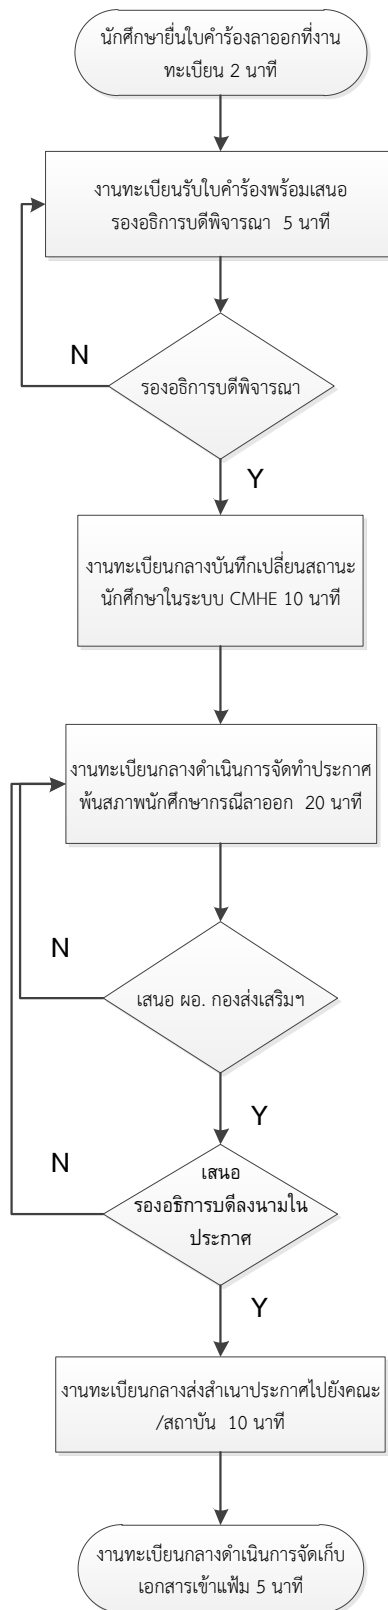 นักศึกษายื่นใบคำร้องลาออกที่งาน
ทะเบียน 2 นาที
งานทะเบียนรับใบคำร้องพร้อมเสนอ
รองอธิการบดีพิจารณา 5 นาที
N
รองอธิการบดีพิจารณา
Y
งานทะเบียนกลางบันทึกเปลี่ยนสถานะ
นักศึกษาในระบบ CMHE 10 นาที
งานทะเบียนกลางดำเนินการจัดทำประกาศ
พ้นสภาพนักศึกษากรณีลาออก 20 นาที
N
เสนอ ผอ. กองส่งเสริมฯ
Y
N
เสนอ
รองอธิการบดีลงนามใน
ประกาศ
Y
งานทะเบียนกลางส่งสำเนาประกาศไปยังคณะ
/สถาบัน 10 นาที
งานทะเบียนกลางดำเนินการจัดเก็บ
เอกสารเข้าแฟ้ม 5 นาที